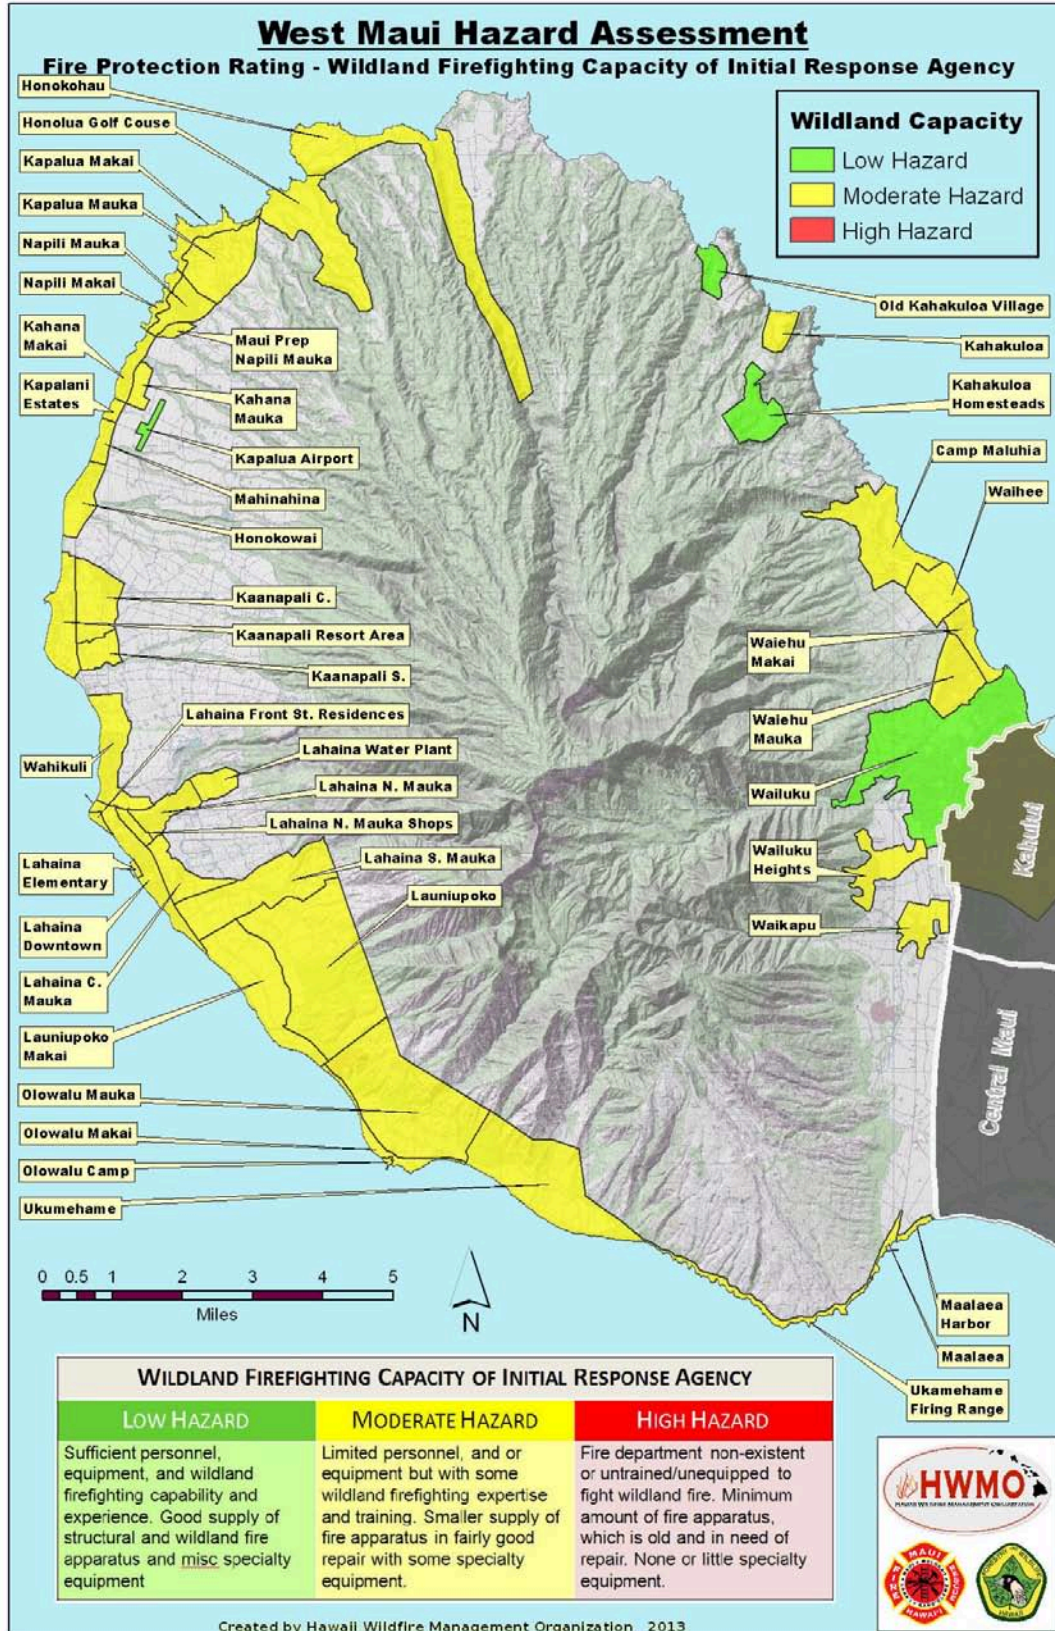 West Maui Hazard Assessment
Fire Protection Rating - Wildland Firefighting Capacity of Initial Response Agency
Honokohau
Honolua Golf Couse
Kapalua Makai
Kapalua Mauka
Napili Mauka
Napili Makai
Kahana
Makai
Kapalani
Estates
Maui Prep
Napili Mauka
Kahana
Mauka
Kapalua Airport
Mahinahina
Honokowai
Kaanapali C.
Kaanapali Resort Area
Kaanapali S.
Lahaina Front St. Residences
Wahikuli
Lahaina Water Plant
Lahaina N. Mauka
Lahaina N. Mauka Shops
Lahaina S. Mauka
Launiupoko
Lahaina
Elementary
Lahaina
Downtown
Lahaina C.
Mauka
Launiupoko
Makai
Olowalu Mauka
Olowalu Makai
Olowalu Camp
Ukumehame
Wildland Capacity
Low Hazard
Moderate Hazard
High Hazard
Old Kahakuloa Village
Kahakuloa
Kahakuloa
Homesteads
Camp Maluhia
Waihee
Waiehu
Makai
Waiehu
Mauka
Wailuku
Wailuku
Heights
Waikapu
Kahului
Central Maui
Maalaea
Harbor
Maalaea
Ukamehame
Firing Range
0 0.5 1 2 3 4 5
Miles
N
WILDLAND FIREFIGHTING CAPACITY OF INITIAL RESPONSE AGENCY
LOW HAZARD
Sufficient personnel,
equipment, and wildland
firefighting capability and
experience. Good supply of
structural and wildland fire
apparatus and misc specialty
equipment
MODERATE HAZARD
Limited personnel, and or
equipment but with some
wildland firefighting expertise
and training. Smaller supply of
fire apparatus in fairly good
repair with some specialty
equipment.
HIGH HAZARD
Fire department non-existent
or untrained/unequipped to
fight wildland fire. Minimum
amount of fire apparatus,
which is old and in need of
repair. None or little specialty
equipment.
HWMO
HAWAII WILDFIRE MANAGEMENT ORGANIZATION
MAUI
FIRE
HAWAI'I
HAWAII
Created by Hawaii Wildfire Management Organization 2013